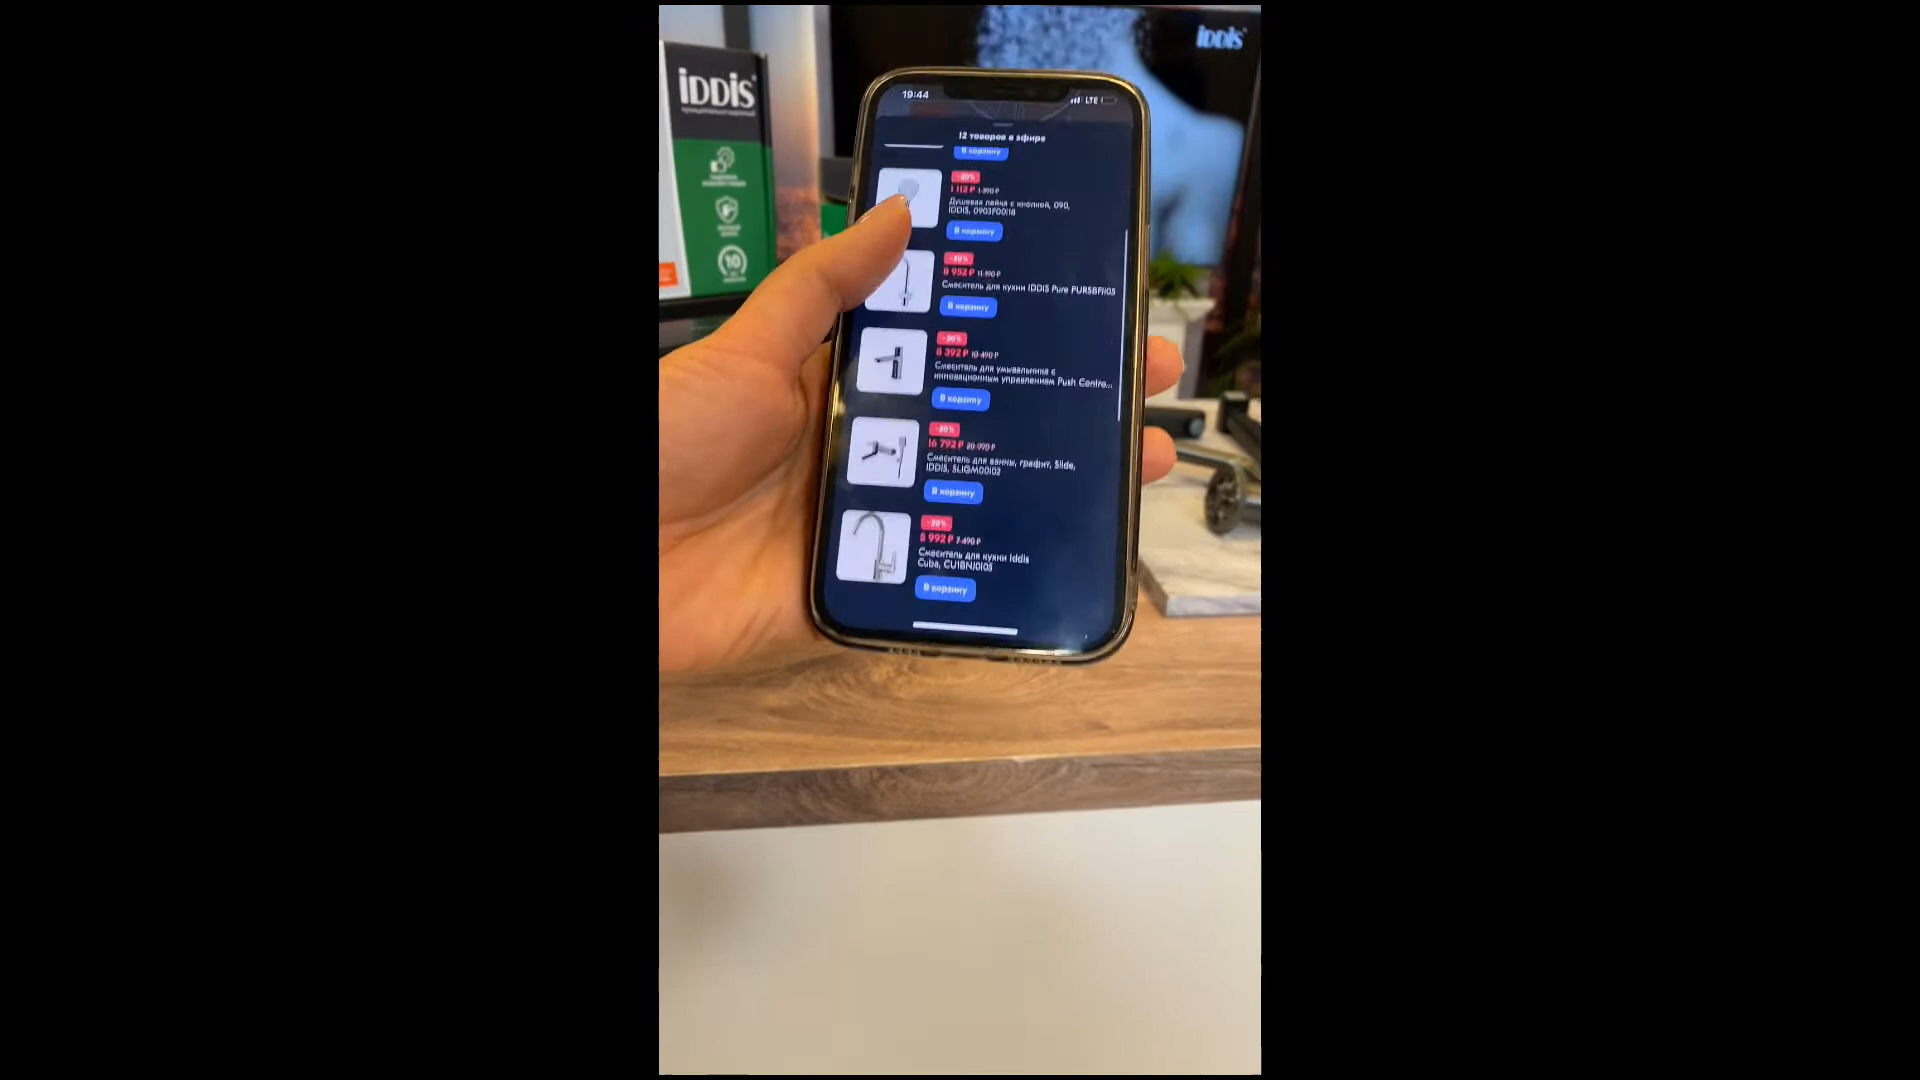 iDDiS
iDDiS
10
19:44
LTE
12 товаров в эфире
В корзину
-20%
1 112 ₽ 1 390 ₽
Душевая лейка с кнопкой, 090,
IDDIS, 0903F00i18
В корзину
-20%
8 952 ₽ 11 190 ₽
Смеситель для кухни IDDIS Pure PURSBFJi05
В корзину
-20%
8 392 ₽ 10 490 ₽
Смеситель для умывальника с
инновационным управлением Push Contro...
В корзину
-20%
16 792 ₽ 20 990 ₽
Смеситель для ванны, графит, Slide,
IDDIS, SLIGM00i02
В корзину
-20%
992 ₽ 7 490 ₽
Смеситель для кухни Iddis
Cuba, CU1BNJ0i05
В корзину